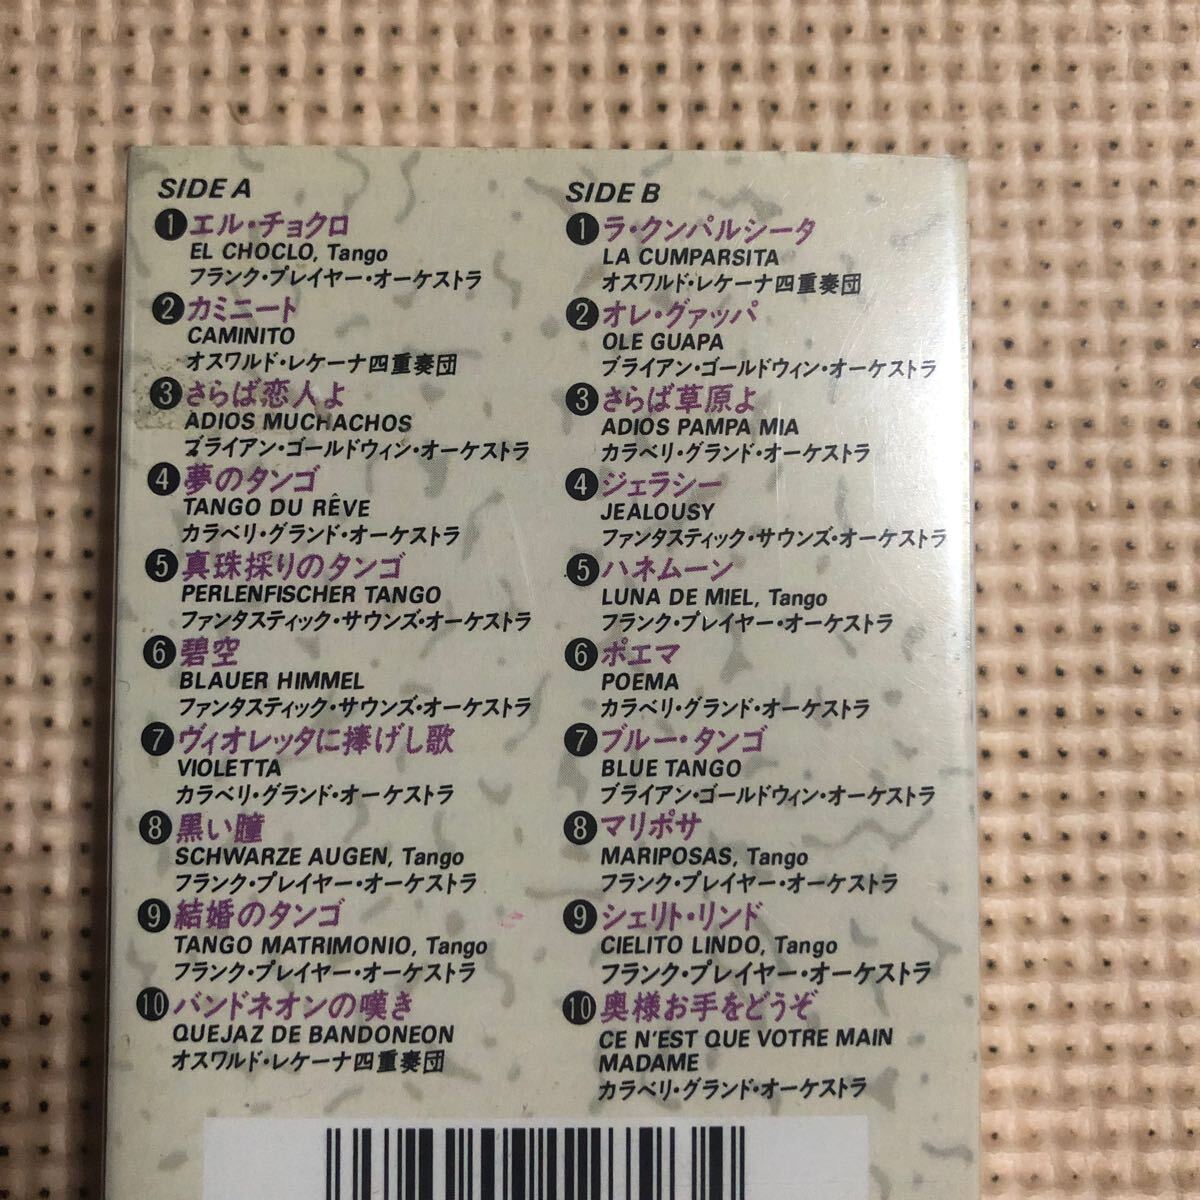 SIDE A
1 エル・チョクロ
EL CHOCLO, Tango
フランク・プレイヤー・オーケストラ
2 カミニート
CAMINITO
オスワルド・レケーナ四重奏団
3 さらば恋人よ
ADIOS MUCHACHOS
ブライアン・ゴールドウィン・オーケストラ
4 夢のタンゴ
TANGO DU RÊVE
カラベリ・グランド・オーケストラ
5 真珠採りのタンゴ
PERLENFISCHER TANGO
ファンタスティック・サウンズ・オーケストラ
6 碧空
BLAUER HIMMEL
ファンタスティック・サウンズ・オーケストラ
7 ヴィオレッタに捧げし歌
VIOLETTA
カラベリ・グランド・オーケストラ
8 黒い瞳
SCHWARZE AUGEN, Tango
フランク・プレイヤー・オーケストラ
9 結婚のタンゴ
TANGO MATRIMONIO, Tango
フランク・プレイヤー・オーケストラ
10 バンドネオンの嘆き
QUEJAZ DE BANDONEON
オスワルド・レケーナ四重奏団
SIDE B
1 ラ・クンパルシータ
LA CUMPARSITA
オスワルド・レケーナ四重奏団
2 オレ・グァッパ
OLE GUAPA
ブライアン・ゴールドウィン・オーケストラ
3 さらば草原よ
ADIOS PAMPA MIA
カラベリ・グランド・オーケストラ
4 ジェラシー
JEALOUSY
ファンタスティック・サウンズ・オーケストラ
5 ハネムーン
LUNA DE MIEL, Tango
フランク・プレイヤー・オーケストラ
6 ポエマ
POEMA
カラベリ・グランド・オーケストラ
7 ブルー・タンゴ
BLUE TANGO
ブライアン・ゴールドウィン・オーケストラ
8 マリポサ
MARIPOSAS, Tango
フランク・プレイヤー・オーケストラ
9 シェリト・リンド
CIELITO LINDO, Tango
フランク・プレイヤー・オーケストラ
10 奥様お手をどうぞ
CE N'EST QUE VOTRE MAIN
MADAME
カラベリ・グランド・オーケストラ